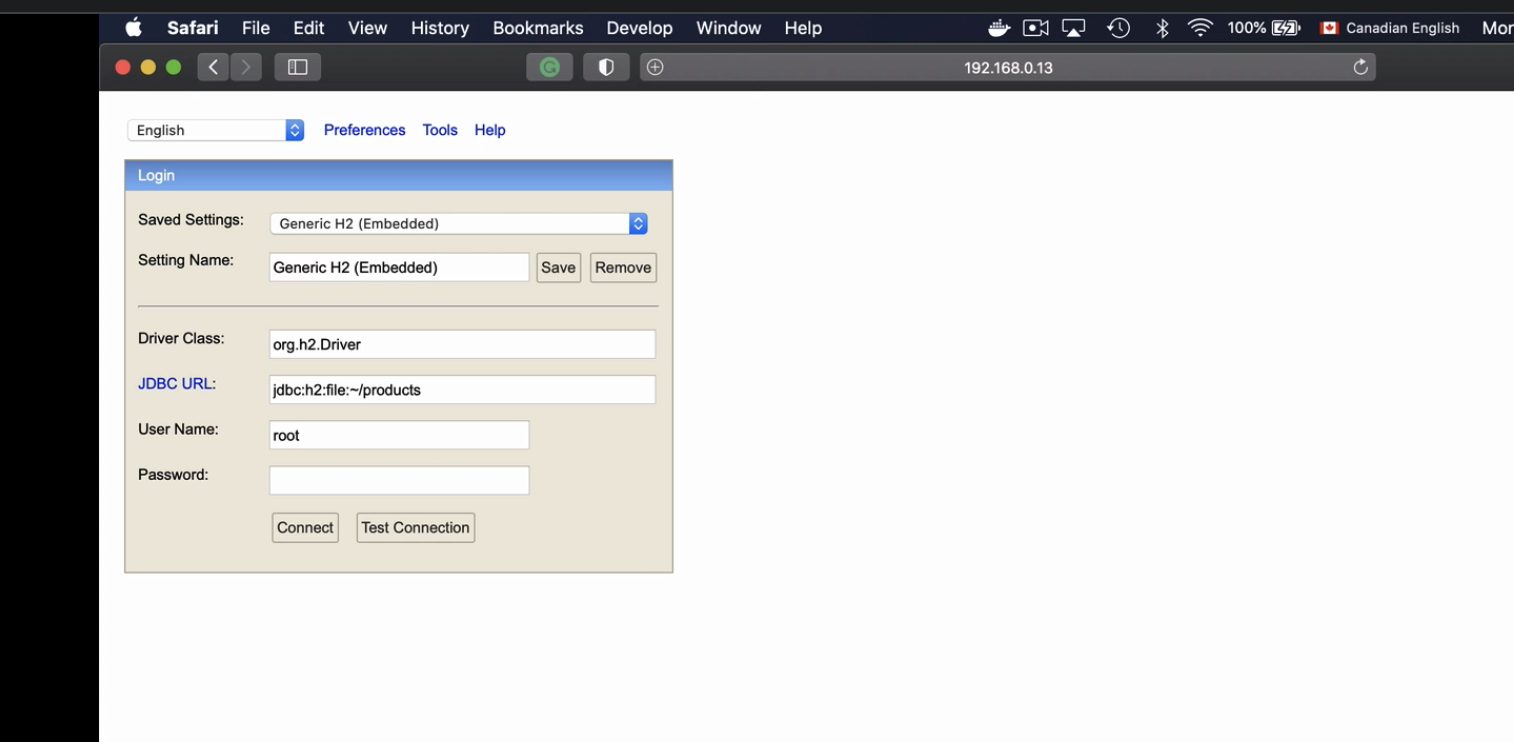 Safari File Edit View History Bookmarks Develop Window Help 100% Canadian English Mor
192.168.0.13
English Preferences Tools Help
Login
Saved Settings: Generic H2 (Embedded)
Setting Name: Generic H2 (Embedded) Save Remove
Driver Class: org.h2.Driver
JDBC URL: jdbc:h2:file:~/products
User Name: root
Password:
Connect Test Connection